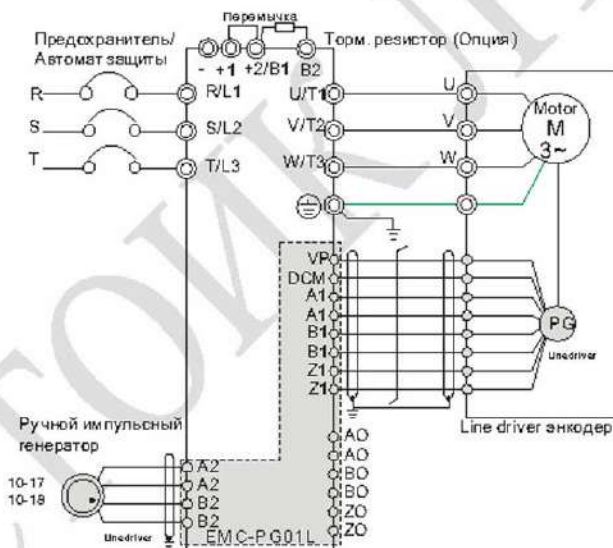 Перемычка
Предохранитель/
Автомат защиты
Торм. резистор (Опция)
- +1 +2/B1 B2
R R/L1 U/T1 U
S S/L2 V/T2 V
T T/L3 W/T3 W
Motor
M
3~
VP
DCM
A1
A1
B1
B1
Z1
Z1
PG
Linedriver
Line driver энкодер
Ручной импульсный
генератор
10-17
10-18
A2
A2
B2
B2
Linedriver
EMC-PG01L
AO
AO
BO
BO
ZO
ZO